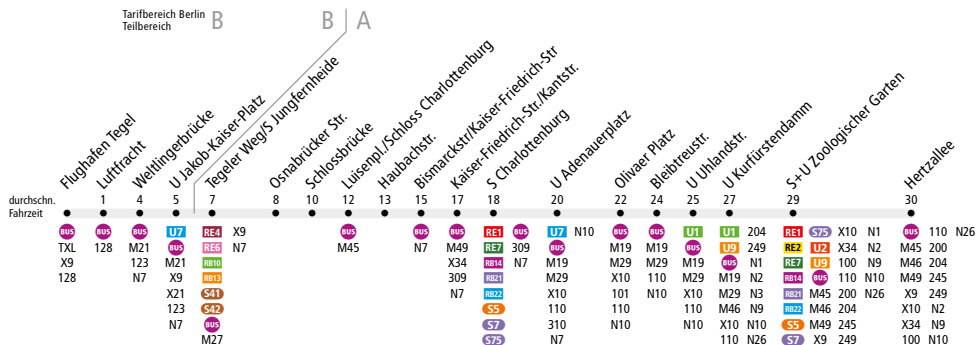 Tarifbereich Berlin
Teilbereich
B
B
A
Flughafen Tegel
Luftfracht
Weltlingerbrücke
U Jakob-Kaiser-Platz
Tegeler Weg/S Jungfernheide
Osnabrücker Str.
Schlossbrücke
Luisenpl./Schloss Charlottenburg
Haubachstr.
Bismarckstr/Kaiser-Friedrich-Str
Kaiser-Friedrich-Str./Kantstr.
S Charlottenburg
U Adenauerplatz
Olivaer Platz
Bleibtreustr.
U Uhlandstr.
U Kurfürstendamm
S+U Zoologischer Garten
Hertzallee
durchschn. 1 4 5 7 8 10 12 13 15 17 18 20 22 24 25 27 29 30
Fahrzeit
BUS BUS BUS U7 RE4 X9 BUS BUS BUS RE1 BUS U7 N10 BUS BUS U1 U1 204 RE1 S75 X10 N1 BUS 110 N26
TXL 128 M21 BUS RE6 N7 M45 N7 M49 RE7 309 BUS M19 M19 BUS U9 249 RE2 U2 X34 N2 M45 200
X9 123 M21 RB10 X34 RB14 N7 M19 M29 M29 M19 BUS N1 RE7 U9 100 N9 M46 204
128 N7 X9 RB13 309 RB21 M29 X10 110 M29 M19 N2 RB14 BUS 110 N10 M49 245
X21 S41 N7 RB22 X10 101 N10 X10 M29 N3 RB21 M45 200 N26 X9 249
123 S42 S5 110 110 110 M46 N9 RB22 M46 204 X10 N2
N7 BUS S7 310 N10 N10 X10 N10 S5 M49 245 X34 N9
M27 S75 N7 110 N26 S7 X9 249 100 N10